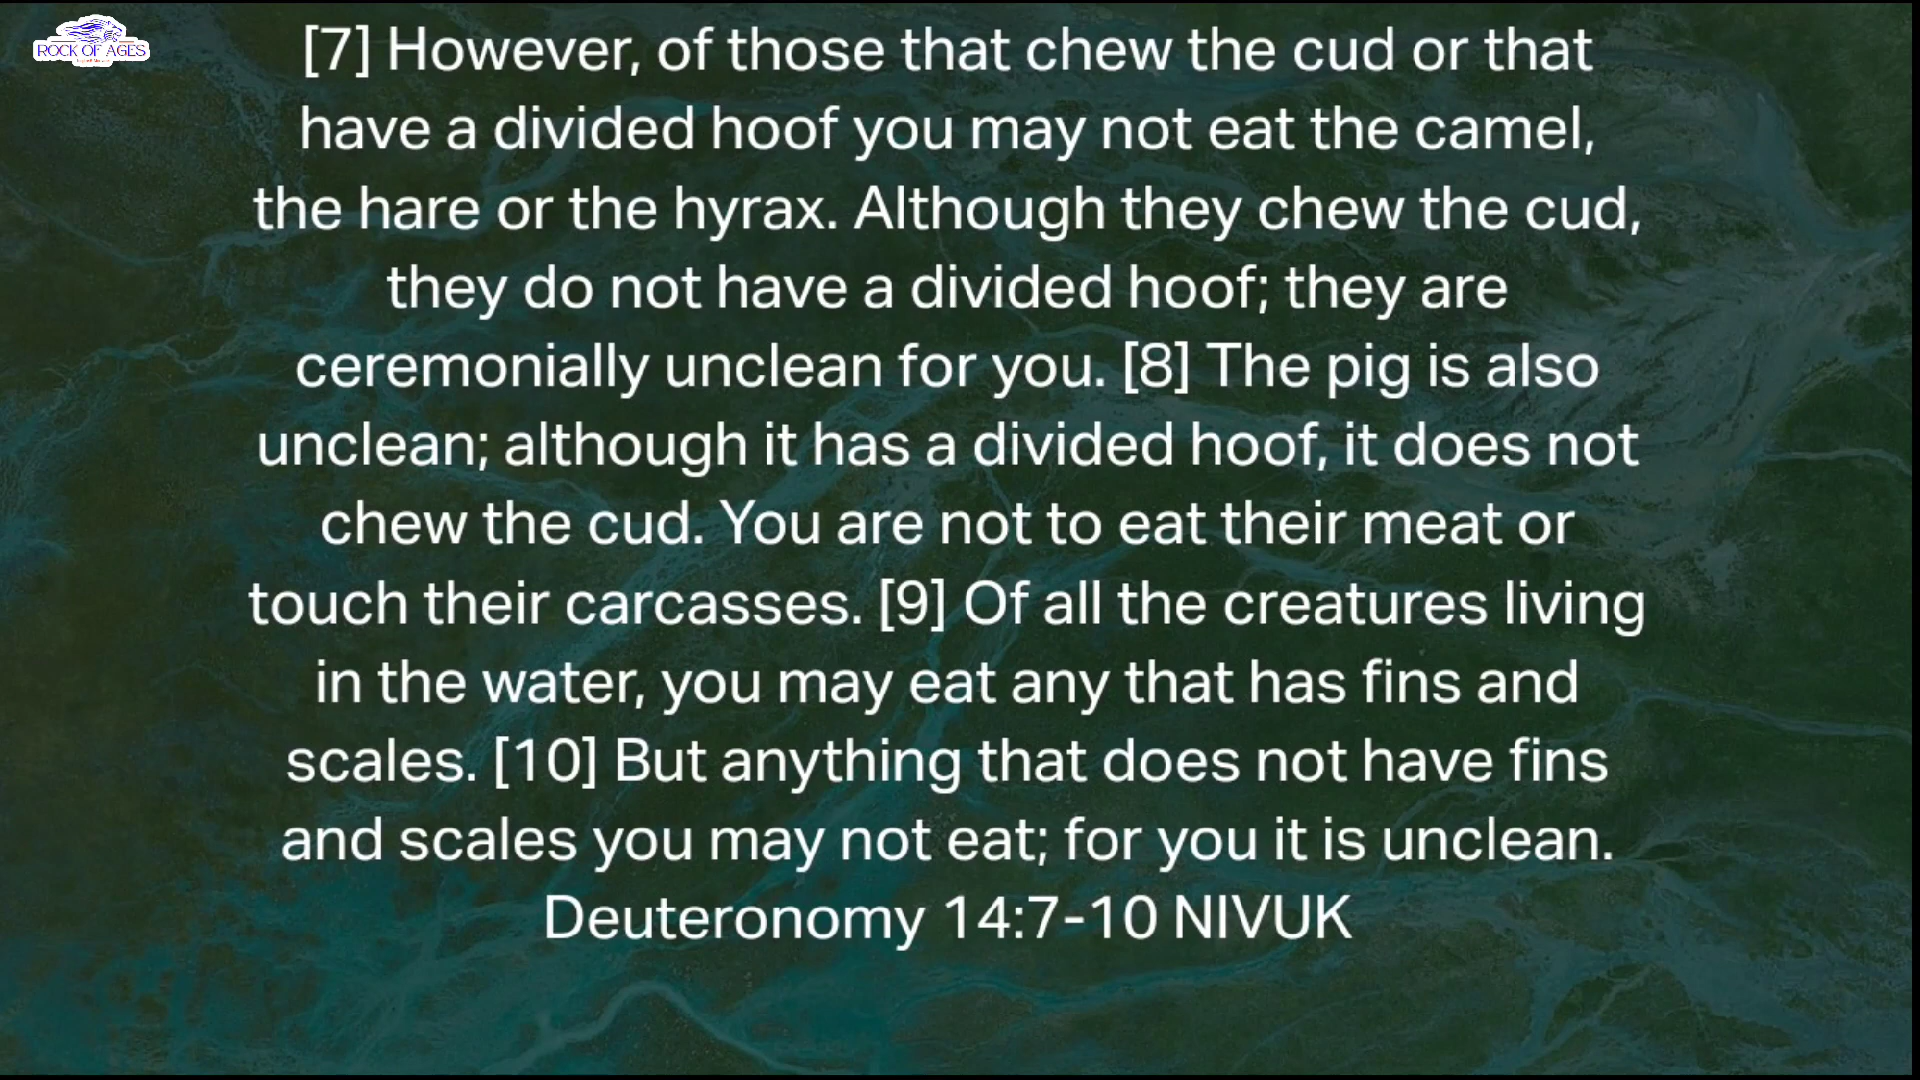 ROCK OF AGES
[7] However, of those that chew the cud or that
have a divided hoof you may not eat the camel,
the hare or the hyrax. Although they chew the cud,
they do not have a divided hoof; they are
ceremonially unclean for you. [8] The pig is also
unclean; although it has a divided hoof, it does not
chew the cud. You are not to eat their meat or
touch their carcasses. [9] Of all the creatures living
in the water, you may eat any that has fins and
scales. [10] But anything that does not have fins
and scales you may not eat; for you it is unclean.
Deuteronomy 14:7-10 NIVUK